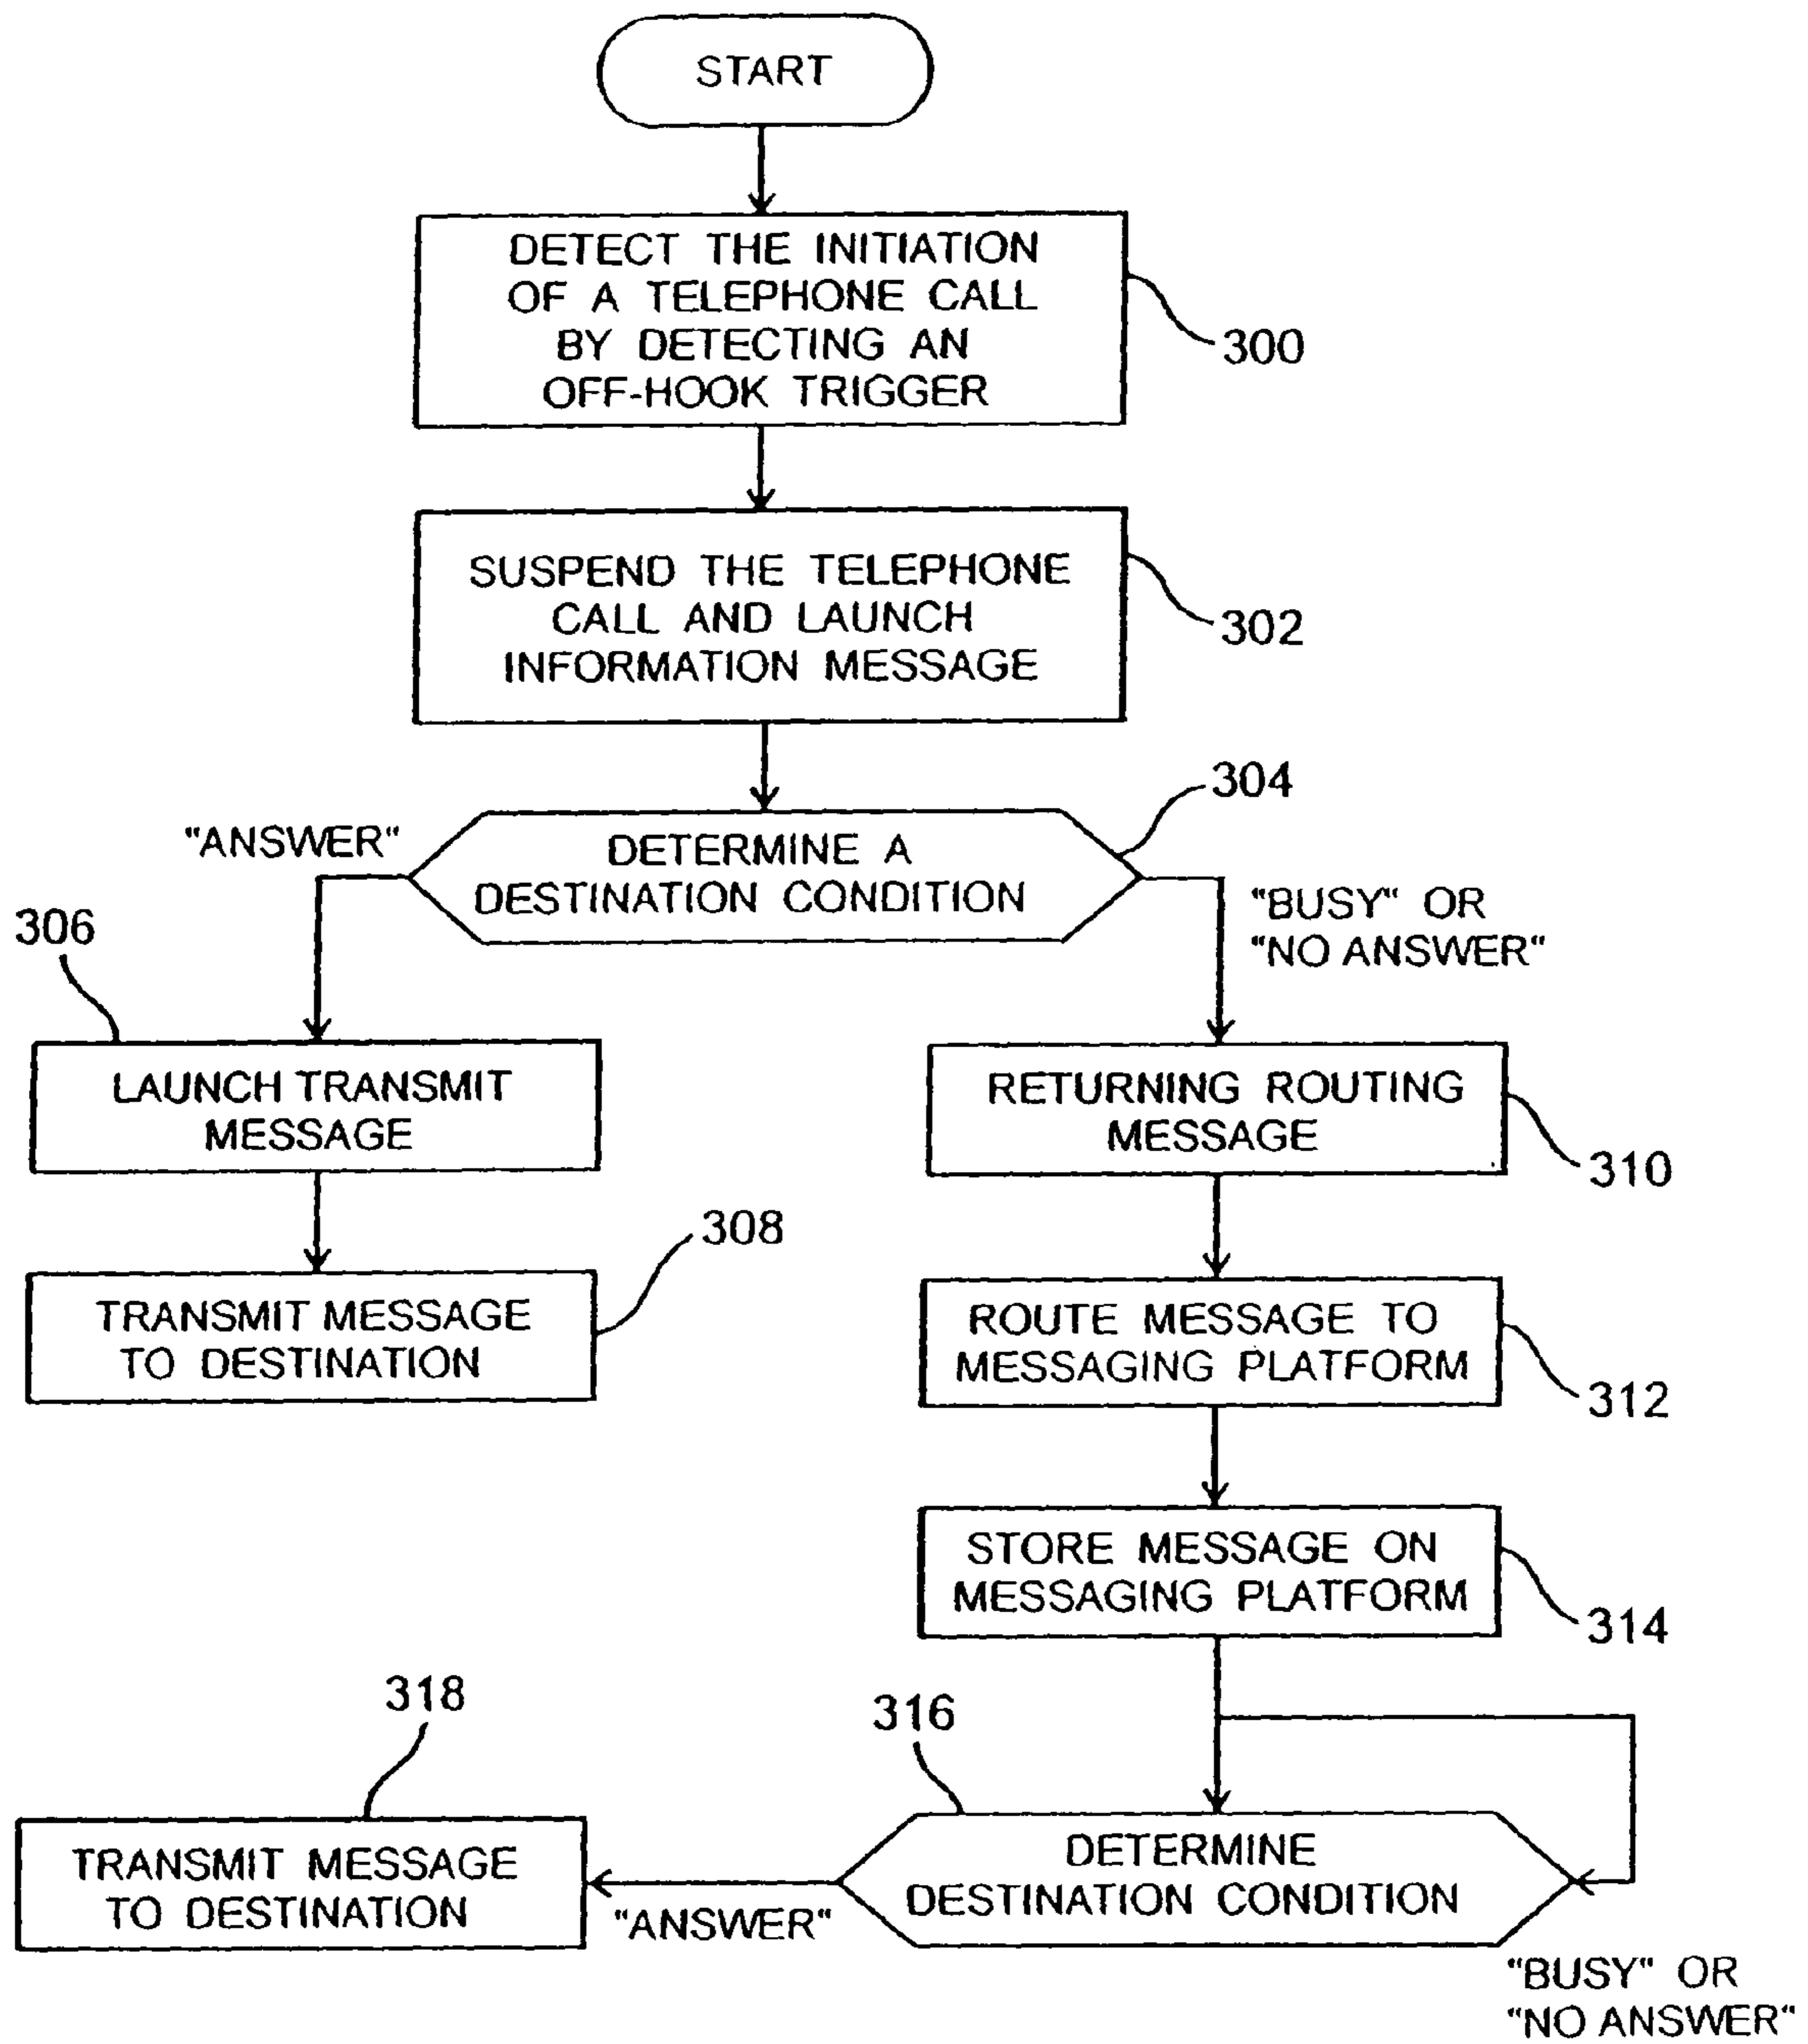 START
DETECT THE INITIATION
OF A TELEPHONE CALL
BY DETECTING AN
OFF-HOOK TRIGGER
300
SUSPEND THE TELEPHONE
CALL AND LAUNCH
INFORMATION MESSAGE
302
304
"ANSWER"
DETERMINE A
DESTINATION CONDITION
"BUSY" OR
"NO ANSWER"
306
LAUNCH TRANSMIT
MESSAGE
RETURNING ROUTING
MESSAGE
310
308
TRANSMIT MESSAGE
TO DESTINATION
ROUTE MESSAGE TO
MESSAGING PLATFORM
312
STORE MESSAGE ON
MESSAGING PLATFORM
314
318
316
TRANSMIT MESSAGE
TO DESTINATION
"ANSWER"
DETERMINE
DESTINATION CONDITION
"BUSY" OR
"NO ANSWER"